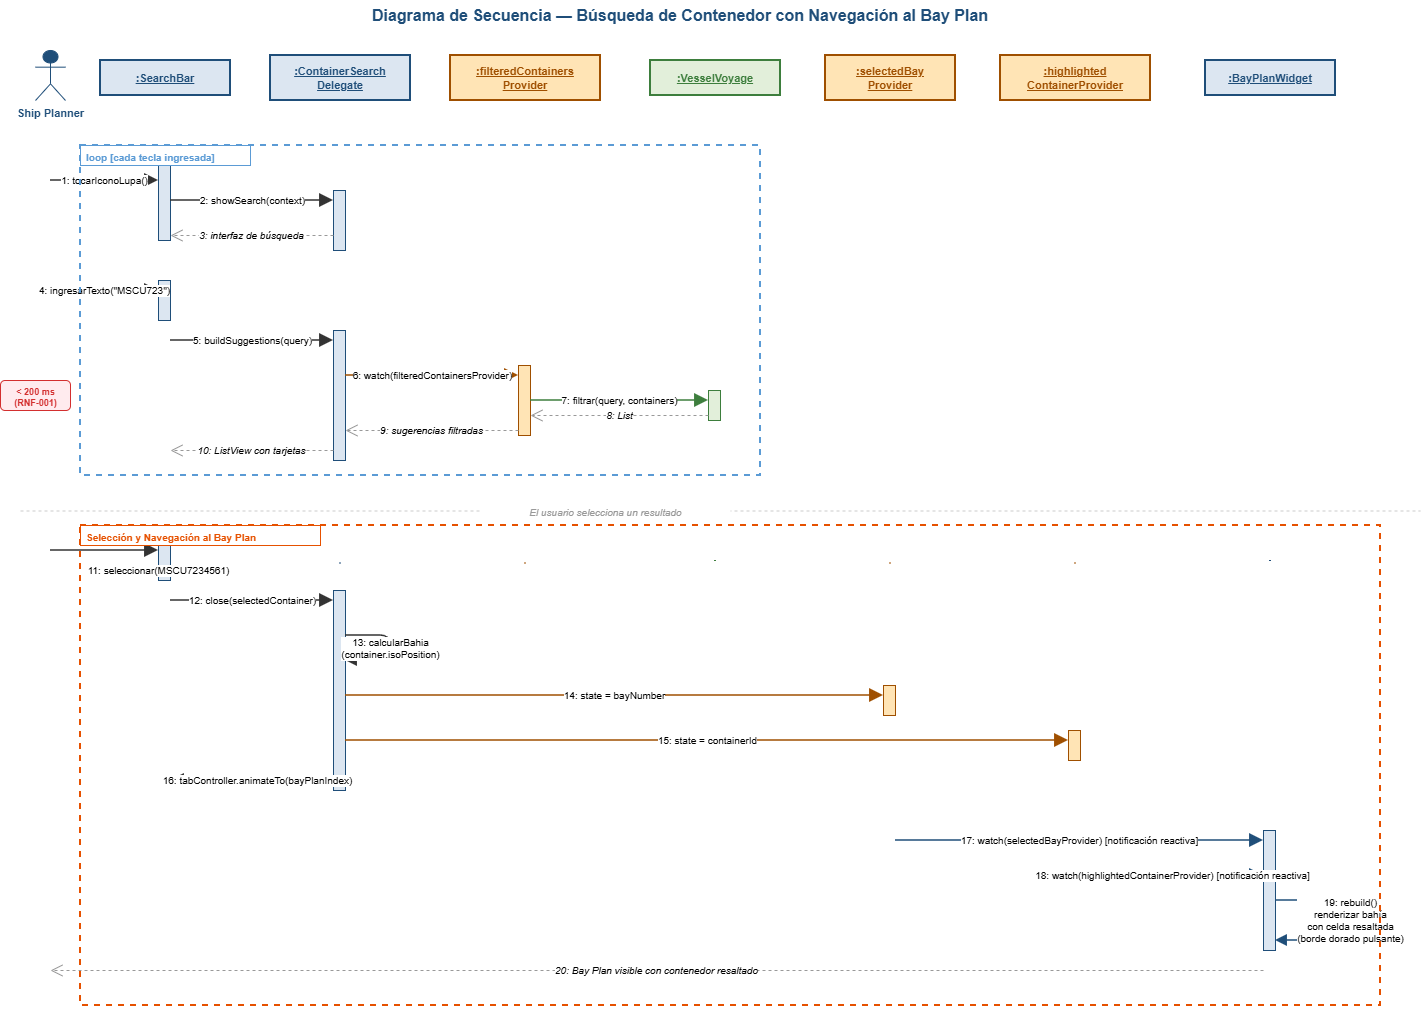 Diagrama de Secuencia — Búsqueda de Contenedor con Navegación al Bay Plan
Ship Planner
:SearchBar
:ContainerSearch
Delegate
:filteredContainers
Provider
:VesselVoyage
:selectedBay
Provider
:highlighted
ContainerProvider
:BayPlanWidget
loop [cada tecla ingresada]
1: tocarIconoLupa()
2: showSearch(context)
3: interfaz de búsqueda
4: ingresarTexto("MSCU723")
5: buildSuggestions(query)
6: watch(filteredContainersProvider)
< 200 ms
(RNF-001)
7: filtrar(query, containers)
8: List
9: sugerencias filtradas
10: ListView con tarjetas
El usuario selecciona un resultado
Selección y Navegación al Bay Plan
11: seleccionar(MSCU7234561)
12: close(selectedContainer)
13: calcularBahia
(container.isoPosition)
14: state = bayNumber
15: state = containerId
16: tabController.animateTo(bayPlanIndex)
17: watch(selectedBayProvider) [notificación reactiva]
18: watch(highlightedContainerProvider) [notificación reactiva]
19: rebuild()
renderizar bahía
con celda resaltada
(borde dorado pulsante)
20: Bay Plan visible con contenedor resaltado